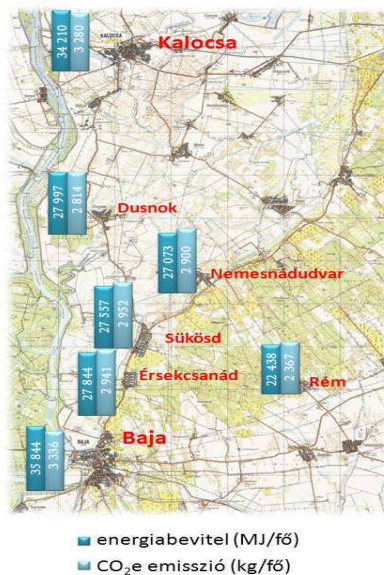 34 210
3 280
KALOCSA
Kalocsa
27 997
2 814
Dusnok
27 073
2 900
Nemesnádudvar
27 557
2 952
Sükösd
27 844
2 941
Érsekcsanád
22 438
2 367
Rém
35 844
3 336
BAJA
Baja
energiabevitel (MJ/fő)
CO₂e emisszió (kg/fő)